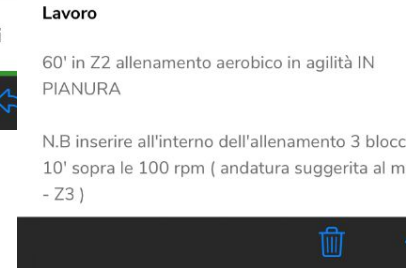 Lavoro
60' in Z2 allenamento aerobico in agilità IN
PIANURA
N.B inserire all'interno dell'allenamento 3
10' sopra le 100 rpm ( andatura suggerita al
- Z3 )